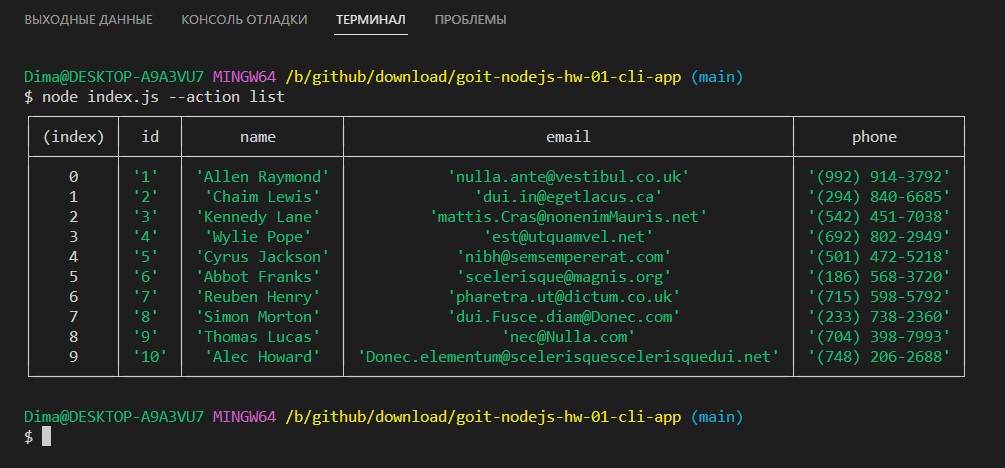 ВЫХОДНЫЕ ДАННЫЕ КОНСОЛЬ ОТЛАДКИ ТЕРМИНАЛ ПРОБЛЕМЫ
Dima@DESKTOP-A9A3VU7 MINGW64 /b/github/download/goit-nodejs-hw-01-cli-app (main)
$ node index.js --action list
(index) id name email phone
0 '1' 'Allen Raymond' 'nulla.ante@vestibul.co.uk' '(992) 914-3792'
1 '2' 'Chaim Lewis' 'dui.in@egetlacus.ca' '(294) 840-6685'
2 '3' 'Kennedy Lane' 'mattis.Cras@nonenimMauris.net' '(542) 451-7038'
3 '4' 'Wylie Pope' 'est@utquamvel.net' '(692) 802-2949'
4 '5' 'Cyrus Jackson' 'nibh@semsempererat.com' '(501) 472-5218'
5 '6' 'Abbot Franks' 'scelerisque@magnis.org' '(186) 568-3720'
6 '7' 'Reuben Henry' 'pharetra.ut@dictum.co.uk' '(715) 598-5792'
7 '8' 'Simon Morton' 'dui.Fusce.diam@Donec.com' '(233) 738-2360'
8 '9' 'Thomas Lucas' 'nec@Nulla.com' '(704) 398-7993'
9 '10' 'Alec Howard' 'Donec.elementum@scelerisquescelerisquedui.net' '(748) 206-2688'
Dima@DESKTOP-A9A3VU7 MINGW64 /b/github/download/goit-nodejs-hw-01-cli-app (main)
$